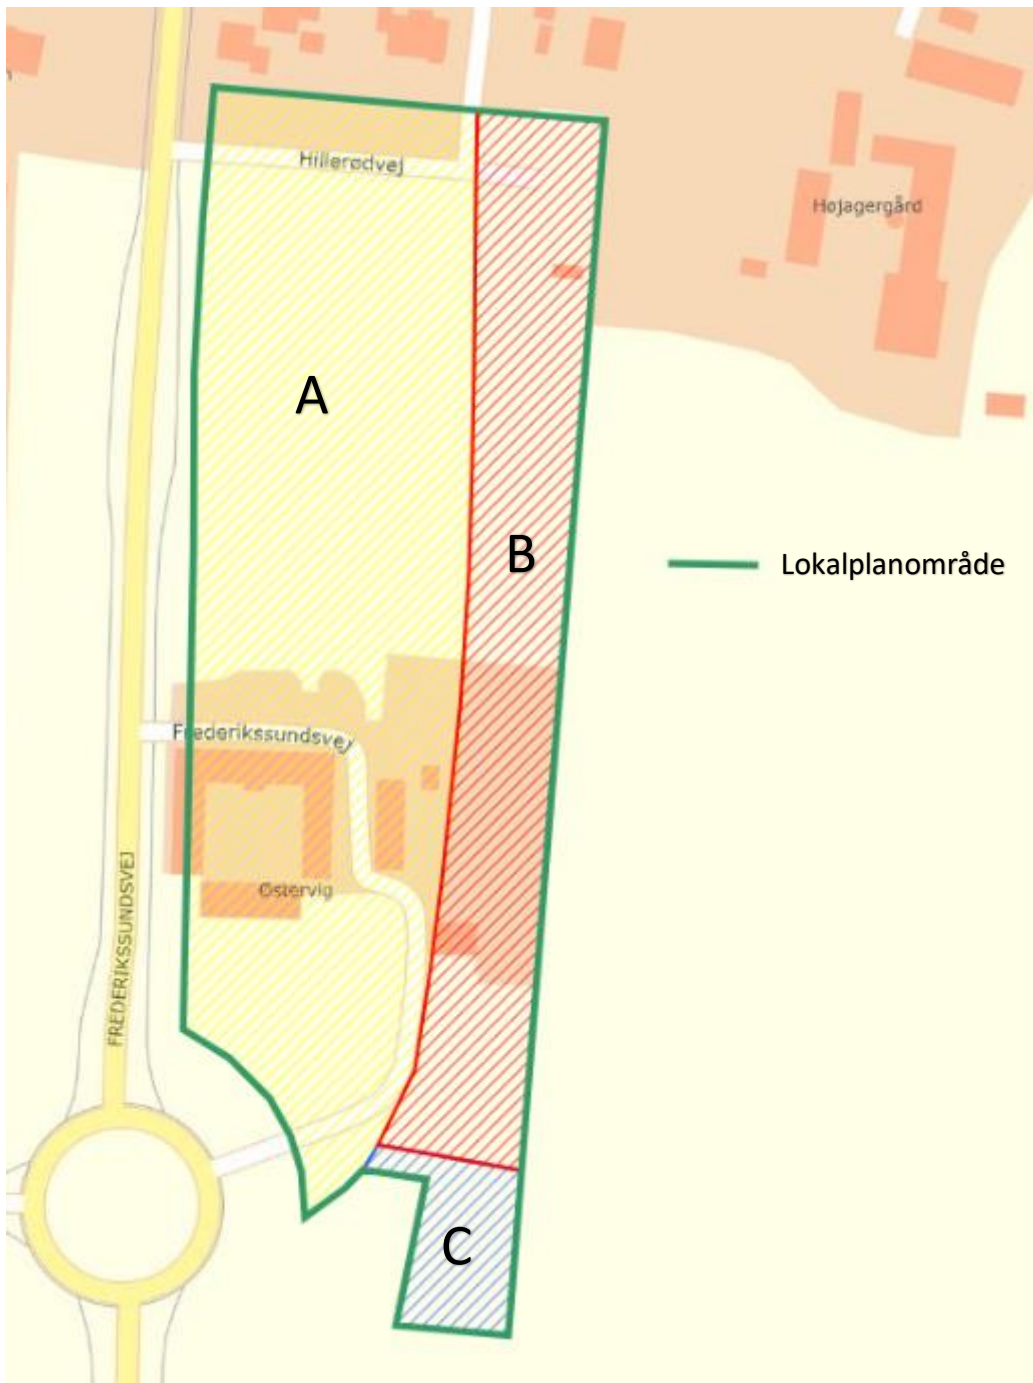 Hillerødvej
Højagergård
A
B
Lokalplanområde
Frederikssundsvej
Østervig
FREDERIKSSUNDSVEJ
C